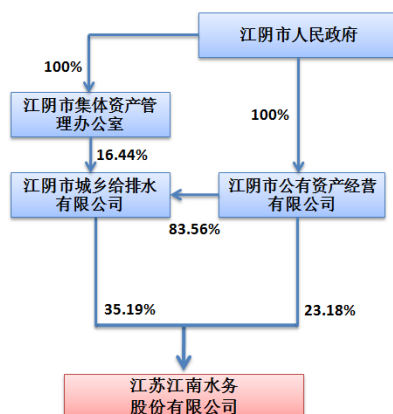 江阴市人民政府
100%
江阴市集体资产管
理办公室
100%
16.44%
江阴市城乡给排水
有限公司
江阴市公有资产经营
有限公司
83.56%
35.19%
23.18%
江苏江南水务
股份有限公司